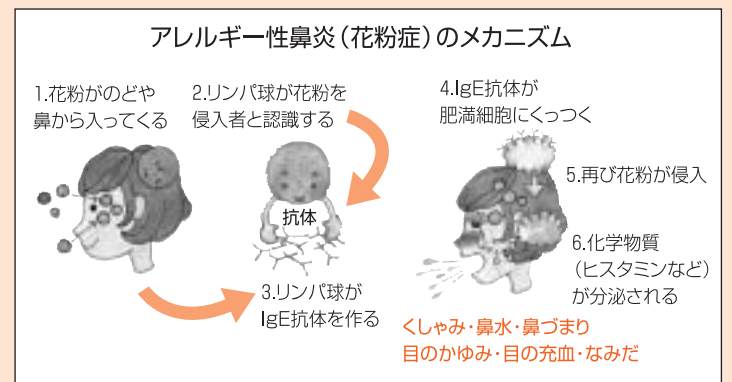 アレルギー性鼻炎(花粉症)のメカニズム
1.花粉がのどや
鼻から入ってくる
2.リンパ球が花粉を
侵入者と認識する
抗体
3.リンパ球が
IgE抗体を作る
4.IgE抗体が
肥満細胞にくっつく
5.再び花粉が侵入
6.化学物質
(ヒスタミンなど)
が分泌される
くしゃみ・鼻水・鼻づまり
目のかゆみ・目の充血・なみだ